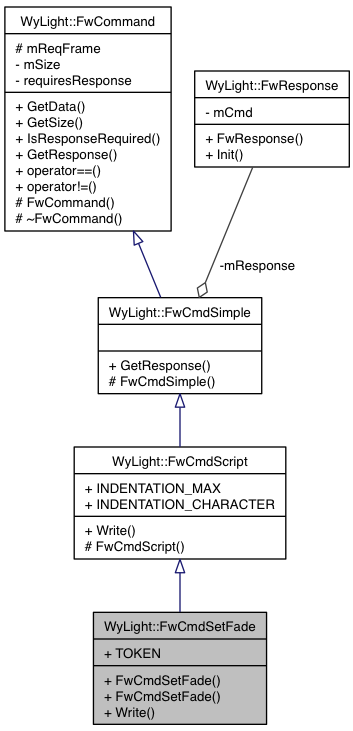 WyLight::FwCommand
# mReqFrame
- mSize
- requiresResponse
+ GetData()
+ GetSize()
+ IsResponseRequired()
+ GetResponse()
+ operator==()
+ operator!=()
# FwCommand()
# ~FwCommand()
WyLight::FwResponse
- mCmd
+ FwResponse()
+ Init()
-mResponse
WyLight::FwCmdSimple
+ GetResponse()
# FwCmdSimple()
WyLight::FwCmdScript
+ INDENTATION_MAX
+ INDENTATION_CHARACTER
+ Write()
# FwCmdScript()
WyLight::FwCmdSetFade
+ TOKEN
+ FwCmdSetFade()
+ FwCmdSetFade()
+ Write()